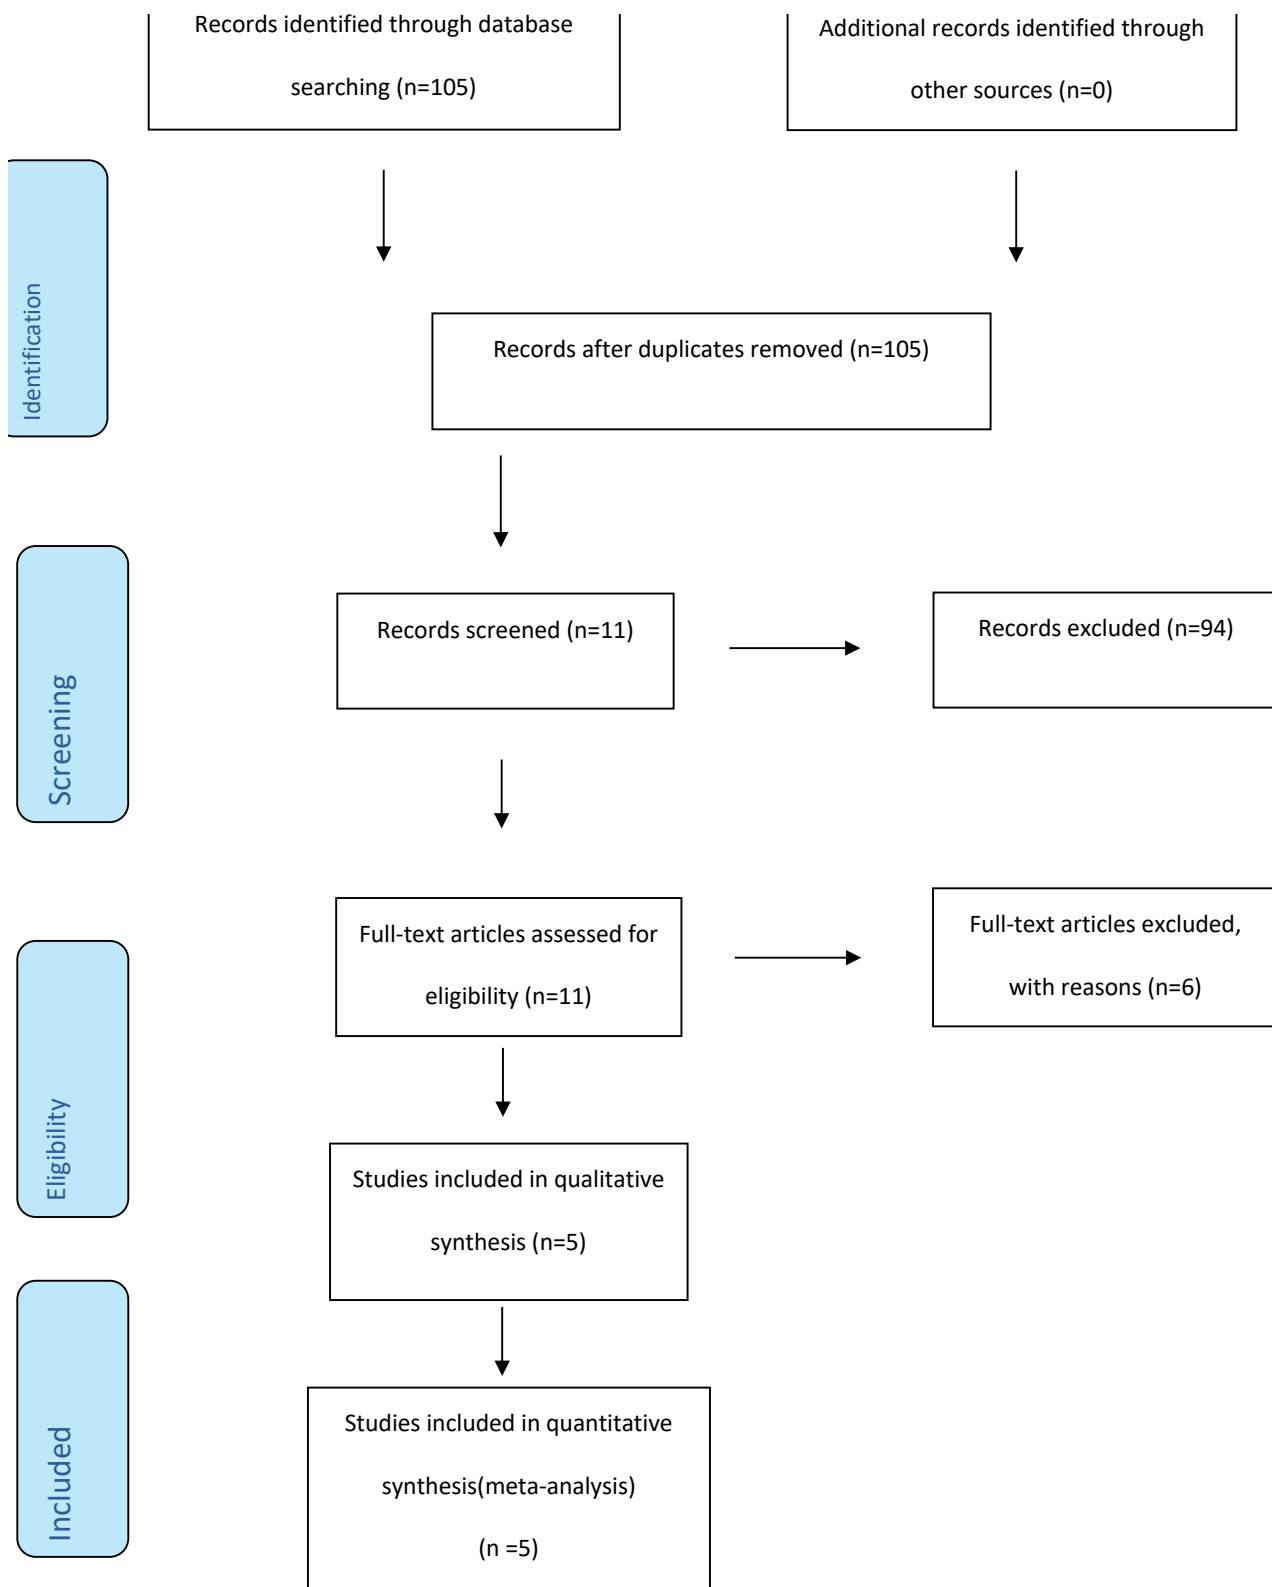 Records identified through database
searching (n=105)
Additional records identified through
other sources (n=0)
Identification
Records after duplicates removed (n=105)
Screening
Records screened (n=11)
Records excluded (n=94)
Eligibility
Full-text articles assessed for
eligibility (n=11)
Full-text articles excluded,
with reasons (n=6)
Studies included in qualitative
synthesis (n=5)
Included
Studies included in quantitative
synthesis(meta-analysis)
(n =5)